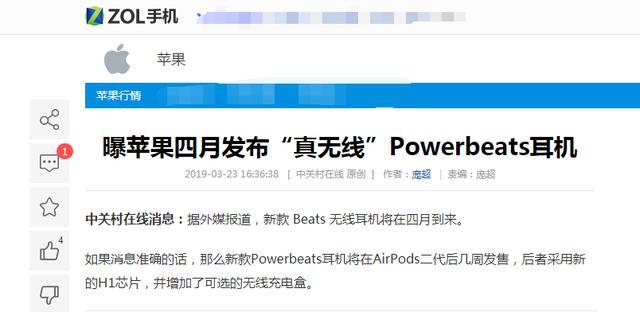 ZOL手机
苹果
苹果行情
曝苹果四月发布“真无线”Powerbeats耳机
2019-03-23 16:36:38 [ 中关村在线 原创 ] 作者：庞超 | 责编：庞超
1
中关村在线消息：据外媒报道，新款 Beats 无线耳机将在四月到来。
4
如果消息准确的话，那么新款Powerbeats耳机将在AirPods二代后几周发售，后者采用新
的H1芯片，并增加了可选的无线充电盒。